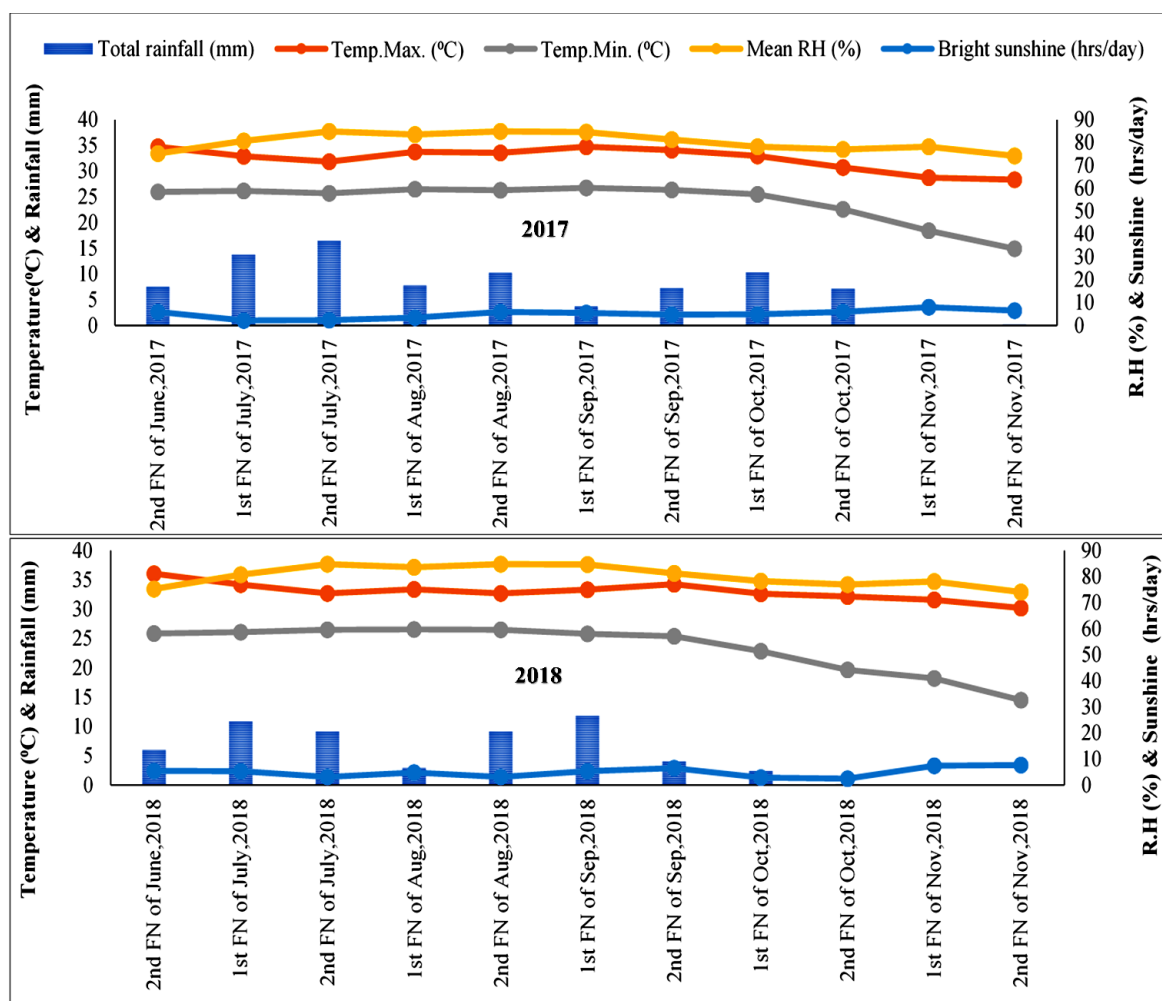 Total rainfall (mm) Temp.Max. (ºC) Temp.Min. (ºC) Mean RH (%) Bright sunshine (hrs/day)
Temperature(ºC) & Rainfall (mm)
40
35
30
25
20
15
10
5
0
2017
90
80
70
60
50
40
30
20
10
0
R.H (%) & Sunshine (hrs/day)
2nd FN of June,2017
1st FN of July,2017
2nd FN of July,2017
1st FN of Aug,2017
2nd FN of Aug,2017
1st FN of Sep,2017
2nd FN of Sep,2017
1st FN of Oct,2017
2nd FN of Oct,2017
1st FN of Nov,2017
2nd FN of Nov,2017
Temperature (ºC) & Rainfall (mm)
40
35
30
25
20
15
10
5
0
2018
90
80
70
60
50
40
30
20
10
0
R.H (%) & Sunshine (hrs/day)
2nd FN of June,2018
1st FN of July,2018
2nd FN of July,2018
1st FN of Aug,2018
2nd FN of Aug,2018
1st FN of Sep,2018
2nd FN of Sep,2018
1st FN of Oct,2018
2nd FN of Oct,2018
1st FN of Nov,2018
2nd FN of Nov,2018